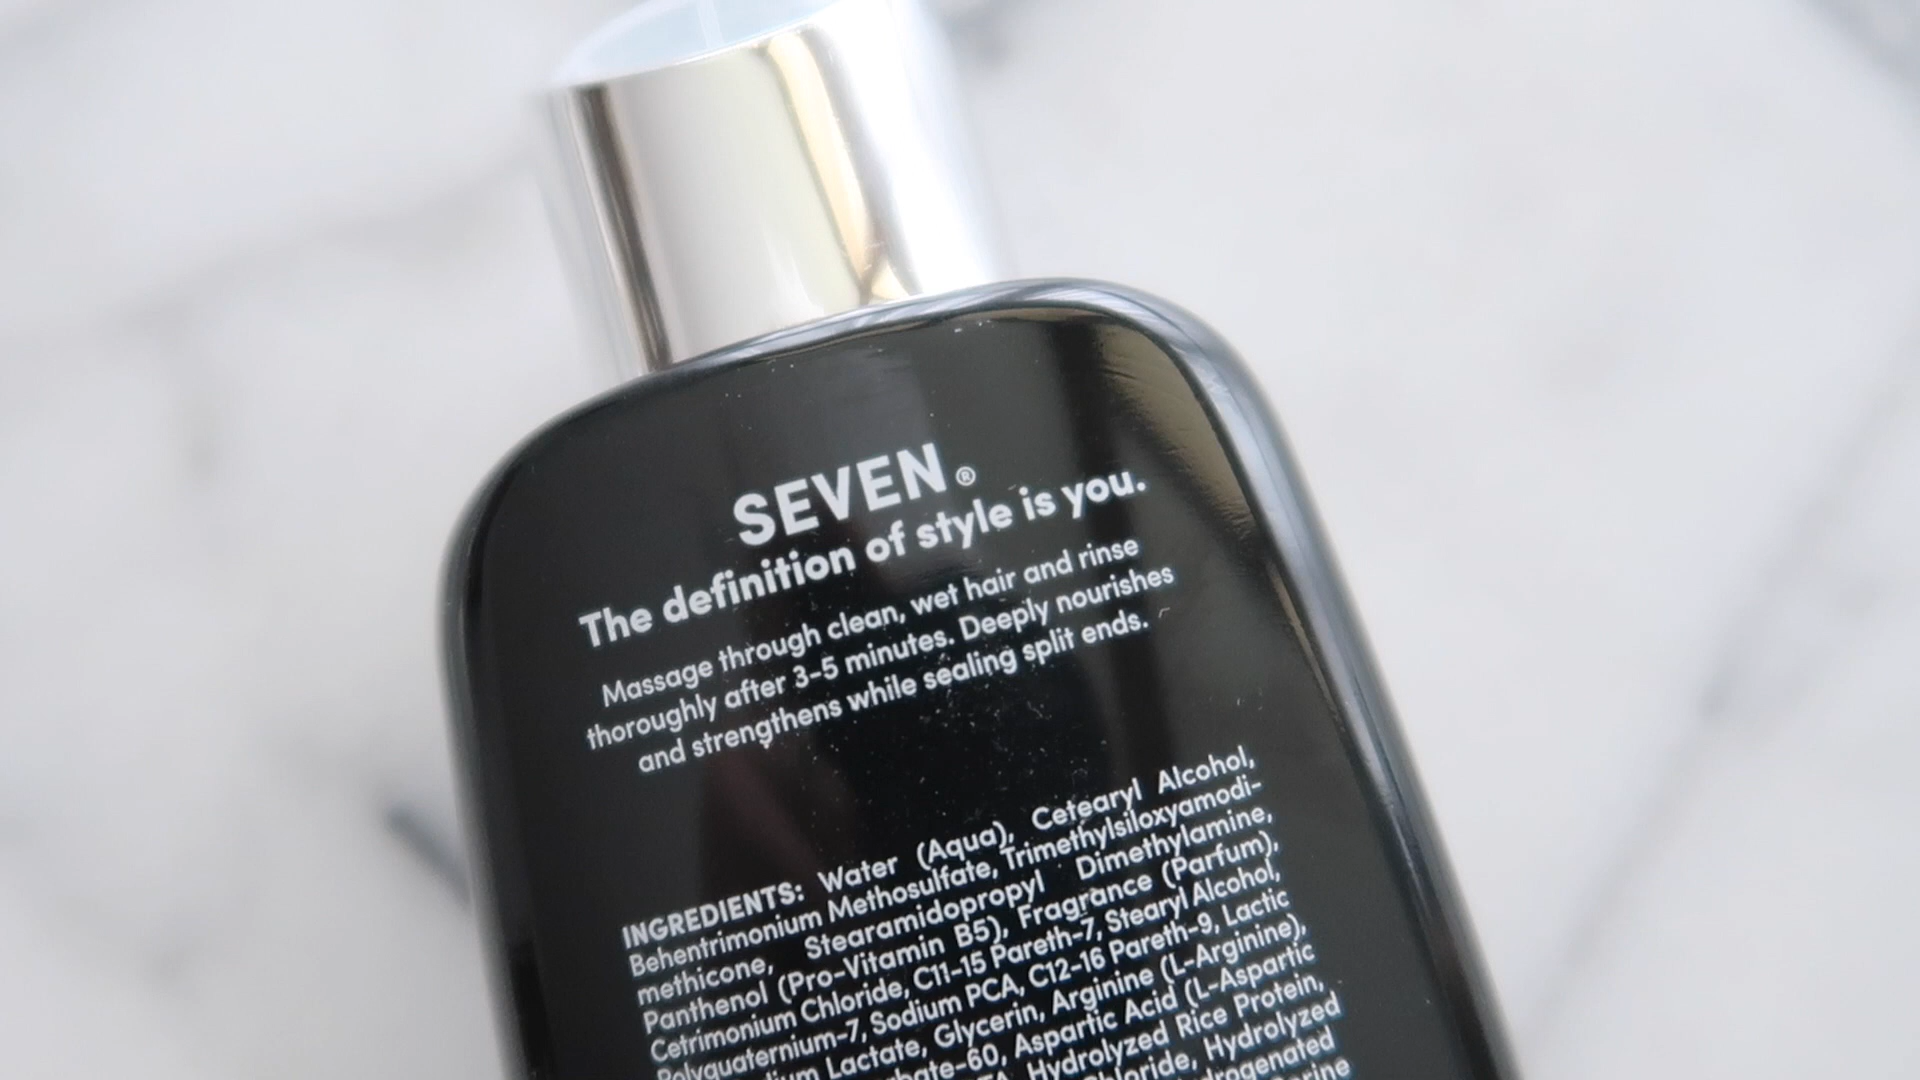 SEVEN®
The definition of style is you.
Massage through clean, wet hair and rinse
thoroughly after 3-5 minutes. Deeply nourishes
and strengthens while sealing split ends.
INGREDIENTS: Water (Aqua), Cetearyl Alcohol,
Behentrimonium Methosulfate, Trimethylsiloxyamodi-
methicone, Stearamidopropyl Dimethylamine,
Panthenol (Pro-Vitamin B5), Fragrance (Parfum),
Cetrimonium Chloride, C11-15 Pareth-7, Stearyl Alcohol,
Polyquaternium-7, Sodium PCA, C12-16 Pareth-9, Lactic
Lactate, Glycerin, Arginine (L-Arginine),
Aspartic Acid (L-Aspartic
Hydrolyzed Rice Protein,
Chloride, Hydrolyzed